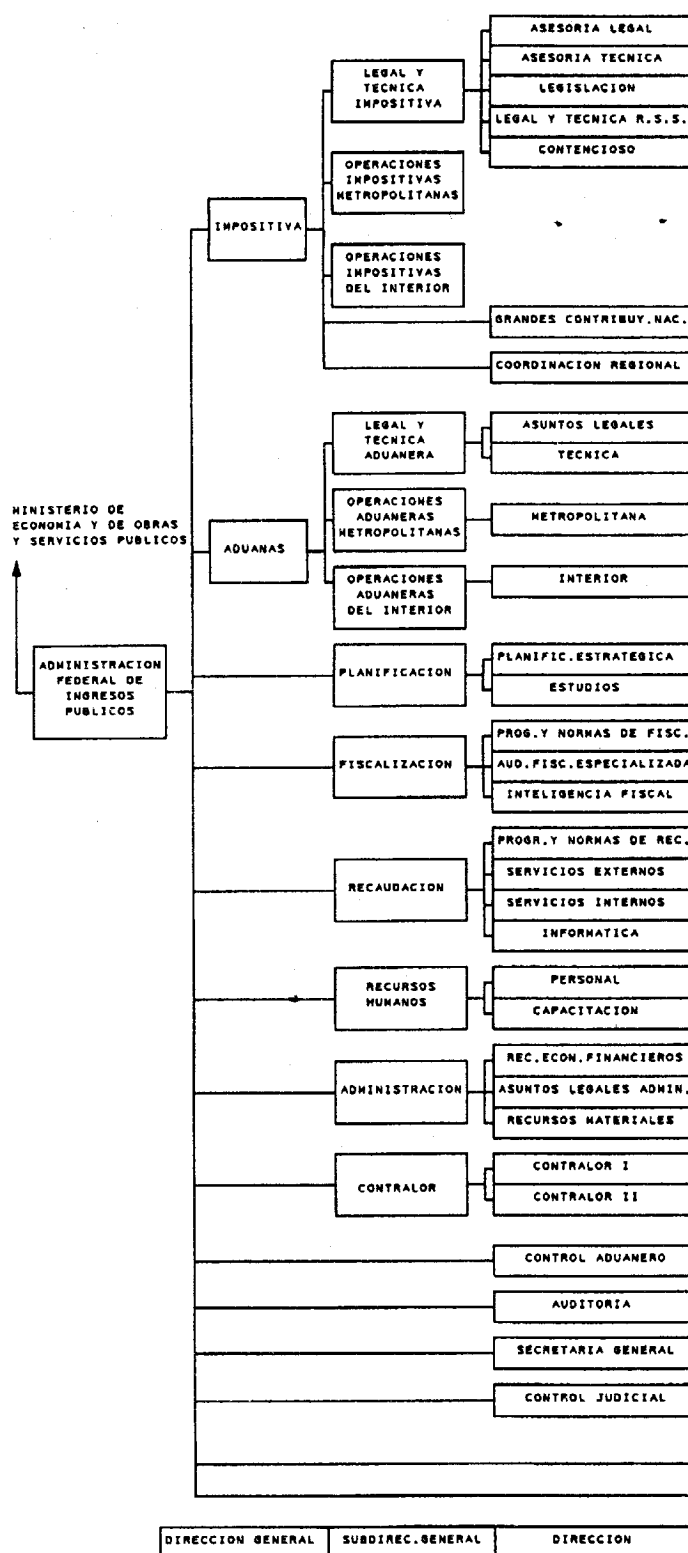 ASESORIA LEGAL
ASESORIA TECNICA
LEGISLACION
LEGAL Y TECNICA R.S.S.
CONTENCIOSO
LEGAL Y
TECNICA
IMPOSITIVA
OPERACIONES
IMPOSITIVAS
METROPOLITANAS
IMPOSITIVA
OPERACIONES
IMPOSITIVAS
DEL INTERIOR
GRANDES CONTRIBUY.NAC.
COORDINACION REGIONAL
LEGAL Y
TECNICA
ADUANERA
ASUNTOS LEGALES
TECNICA
MINISTERIO DE
ECONOMIA Y DE OBRAS
Y SERVICIOS PUBLICOS
ADUANAS
OPERACIONES
ADUANERAS
METROPOLITANAS
METROPOLITANA
OPERACIONES
ADUANERAS
DEL INTERIOR
INTERIOR
ADMINISTRACION
FEDERAL DE
INGRESOS
PUBLICOS
PLANIFICACION
PLANIFIC.ESTRATEGICA
ESTUDIOS
FISCALIZACION
PROG.Y NORMAS DE FISC.
AUD.FISC.ESPECIALIZADA
INTELIGENCIA FISCAL
RECAUDACION
PROGR.Y NORMAS DE REC.
SERVICIOS EXTERNOS
SERVICIOS INTERNOS
INFORMATICA
RECURSOS
HUMANOS
PERSONAL
CAPACITACION
ADMINISTRACION
REC.ECON.FINANCIEROS
ASUNTOS LEGALES ADMIN.
RECURSOS MATERIALES
CONTRALOR
CONTRALOR I
CONTRALOR II
CONTROL ADUANERO
AUDITORIA
SECRETARIA GENERAL
CONTROL JUDICIAL
DIRECCION GENERAL
SUBDIREC.GENERAL
DIRECCION